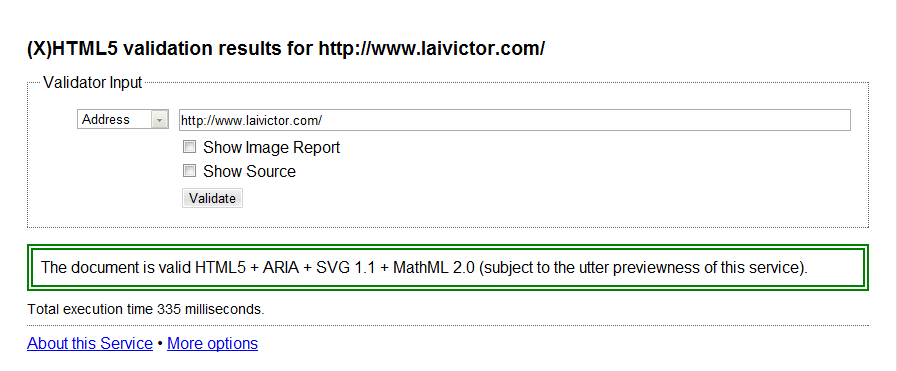 (X)HTML5 validation results for http://www.laivictor.com/
Validator Input
Address http://www.laivictor.com/
Show Image Report
Show Source
Validate
The document is valid HTML5 + ARIA + SVG 1.1 + MathML 2.0 (subject to the utter previewness of this service).
Total execution time 335 milliseconds.
About this Service • More options